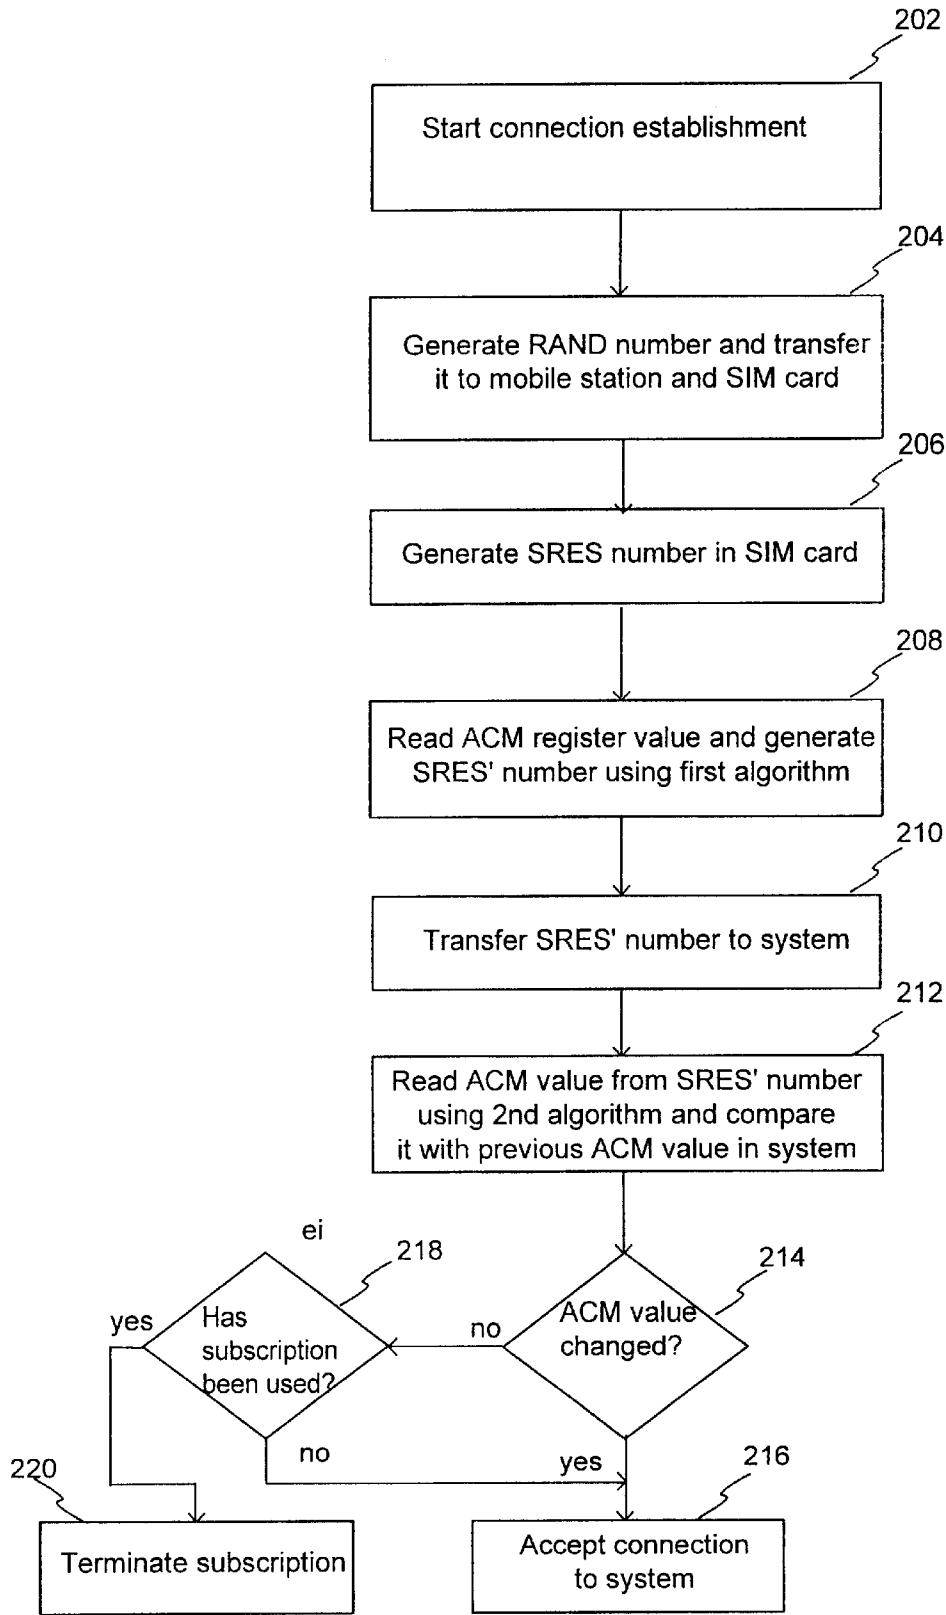 202
Start connection establishment
204
Generate RAND number and transfer
it to mobile station and SIM card
206
Generate SRES number in SIM card
208
Read ACM register value and generate
SRES' number using first algorithm
210
Transfer SRES' number to system
212
Read ACM value from SRES' number
using 2nd algorithm and compare
it with previous ACM value in system
ei
218
214
yes
Has
subscription
been used?
no
ACM value
changed?
no
yes
220
216
Terminate subscription
Accept connection
to system